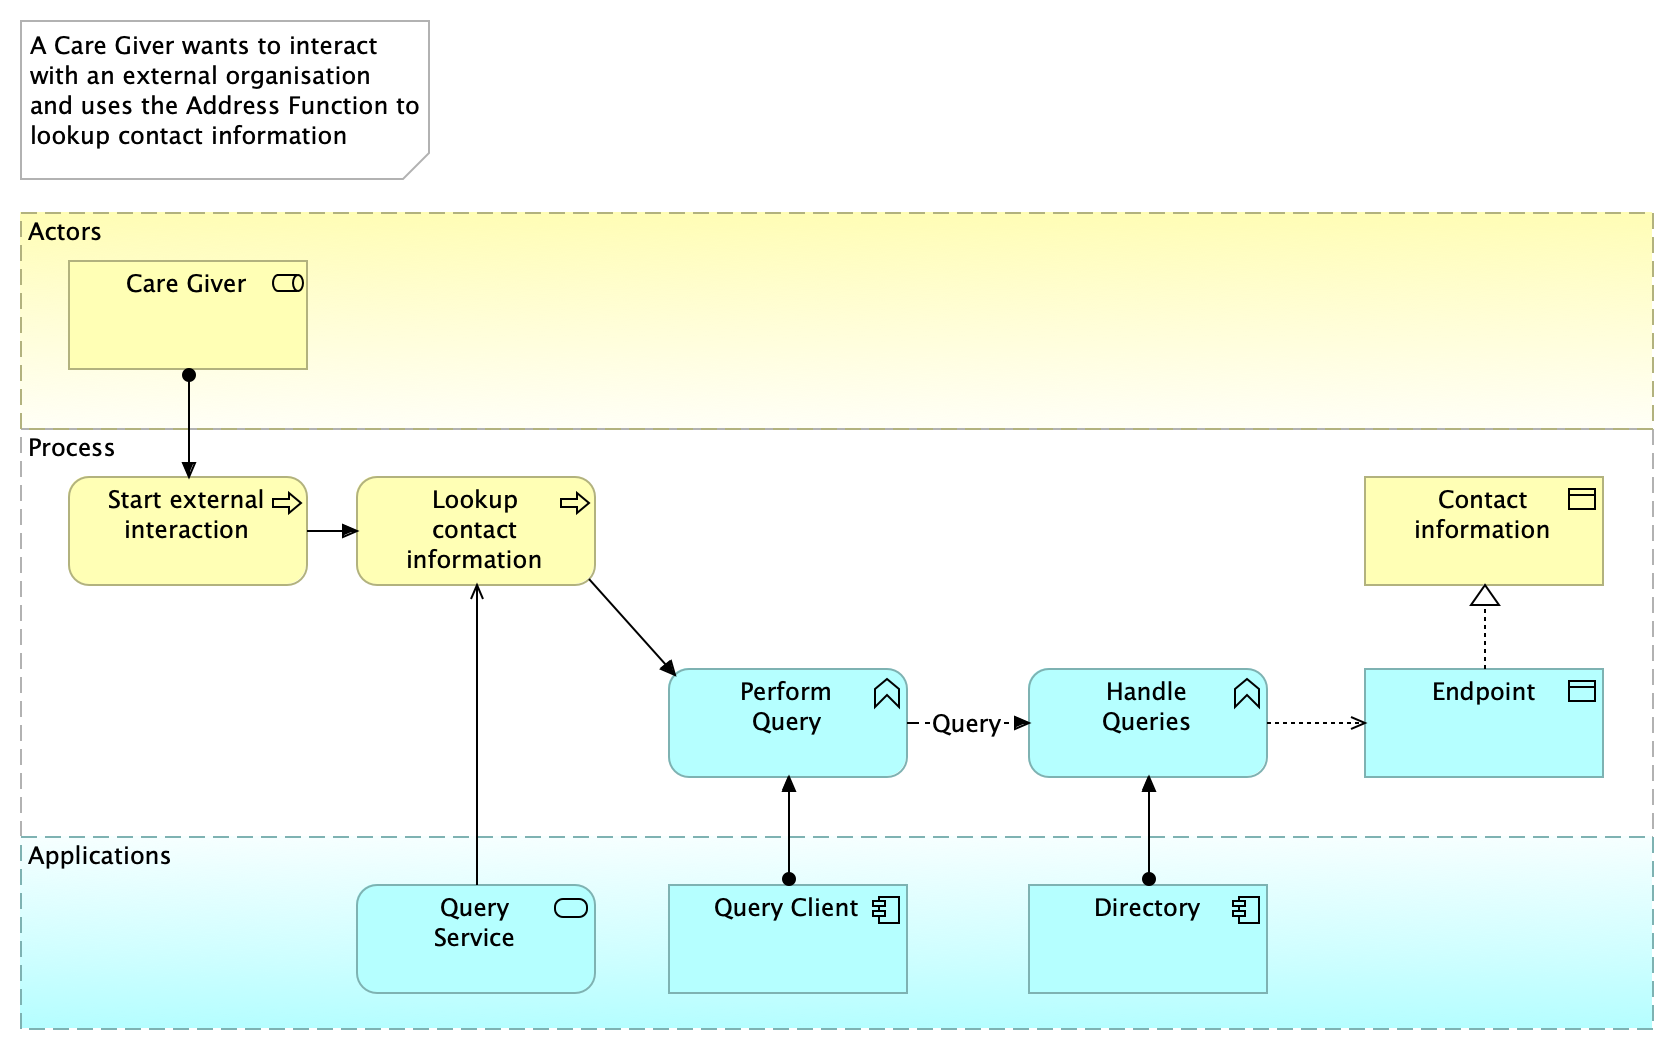 A Care Giver wants to interact
with an external organisation
and uses the Address Function to
lookup contact information
Actors
Care Giver
Process
Start external
interaction
Lookup
contact
information
Contact
information
Perform
Query
Query
Handle
Queries
Endpoint
Applications
Query
Service
Query Client
Directory